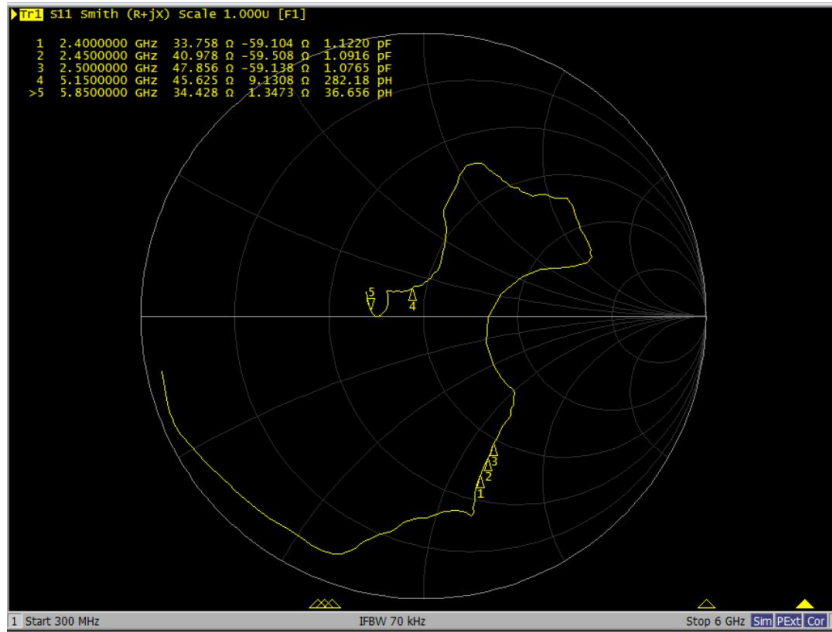 Tr1 S11 Smith (R+jX) Scale 1.000U [F1]
1 2.4000000 GHz 33.758 Ω -59.104 Ω 1.1220 pF
2 2.4500000 GHz 40.978 Ω -59.508 Ω 1.0916 pF
3 2.5000000 GHz 47.856 Ω -59.138 Ω 1.0765 pF
4 5.1500000 GHz 45.625 Ω 9.1308 Ω 282.18 pH
>5 5.8500000 GHz 34.428 Ω 1.3473 Ω 36.656 pH
5
4
3
2
1
1 Start 300 MHz IFBW 70 kHz Stop 6 GHz Sim PExt Cor